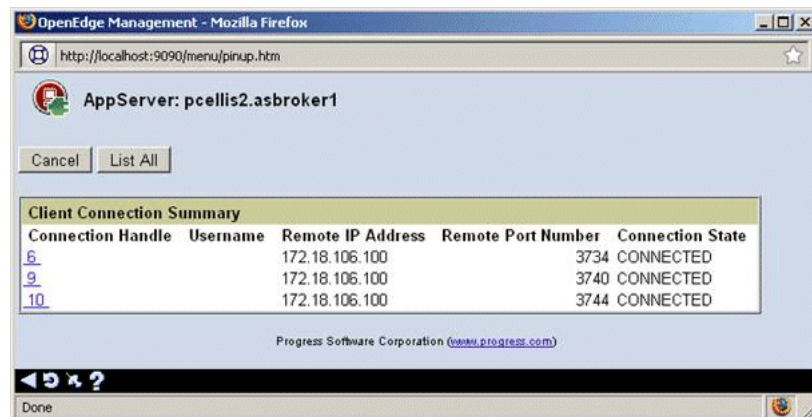 OpenEdge Management - Mozilla Firefox
http://localhost:9090/menu/pinup.htm
AppServer: pcellis2.asbroker1
Cancel List All
Client Connection Summary
Connection Handle Username Remote IP Address Remote Port Number Connection State
6 172.18.106.100 3734 CONNECTED
9 172.18.106.100 3740 CONNECTED
10 172.18.106.100 3744 CONNECTED
Progress Software Corporation (www.progress.com)
?
Done